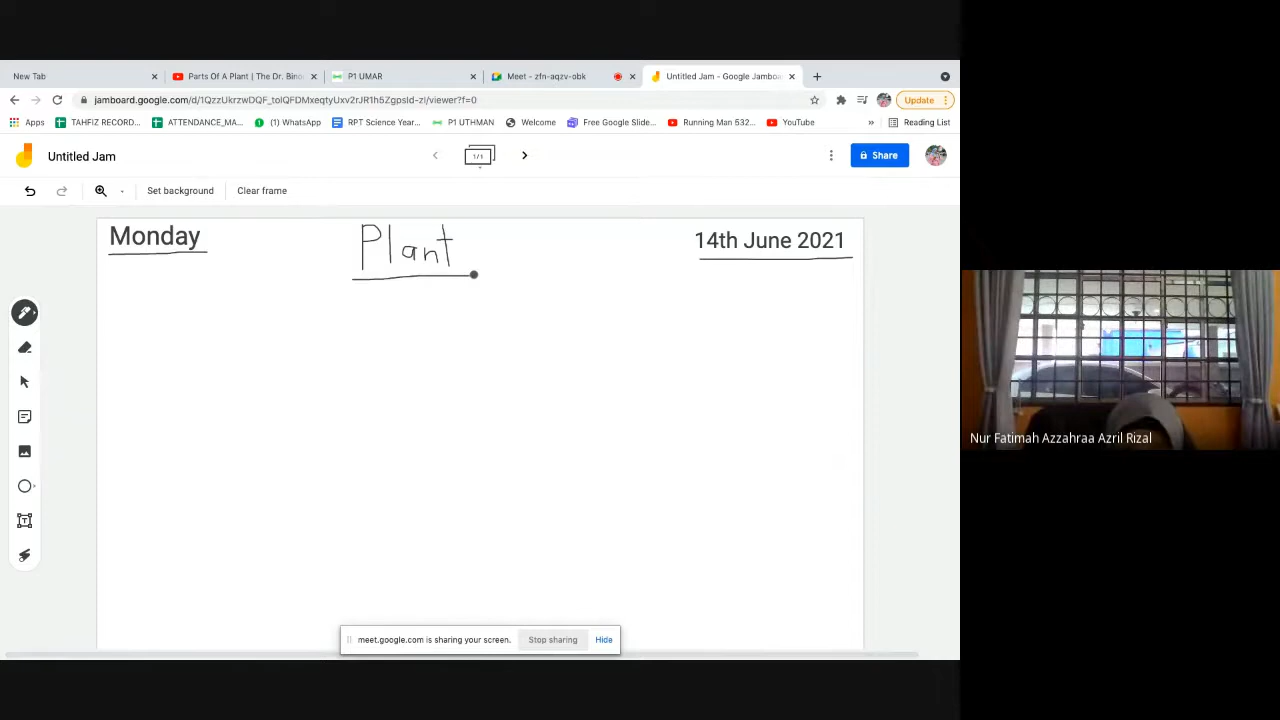 New Tab
Parts Of A Plant | The Dr. Bino
P1 UMAR
Meet - zfn-aqzv-obk
Untitled Jam - Google Jamboa
Update
Apps
TAHFIZ RECORD...
ATTENDANCE_MA...
(1) WhatsApp
RPT Science Year...
P1 UTHMAN
Welcome
Free Google Slide...
Running Man 532...
YouTube
»
Reading List
Untitled Jam
1/1
Share
Set background
Clear frame
Monday
Plant
14th June 2021
meet.google.com is sharing your screen.
Stop sharing
Hide
Nur Fatimah Azzahraa Azril Rizal